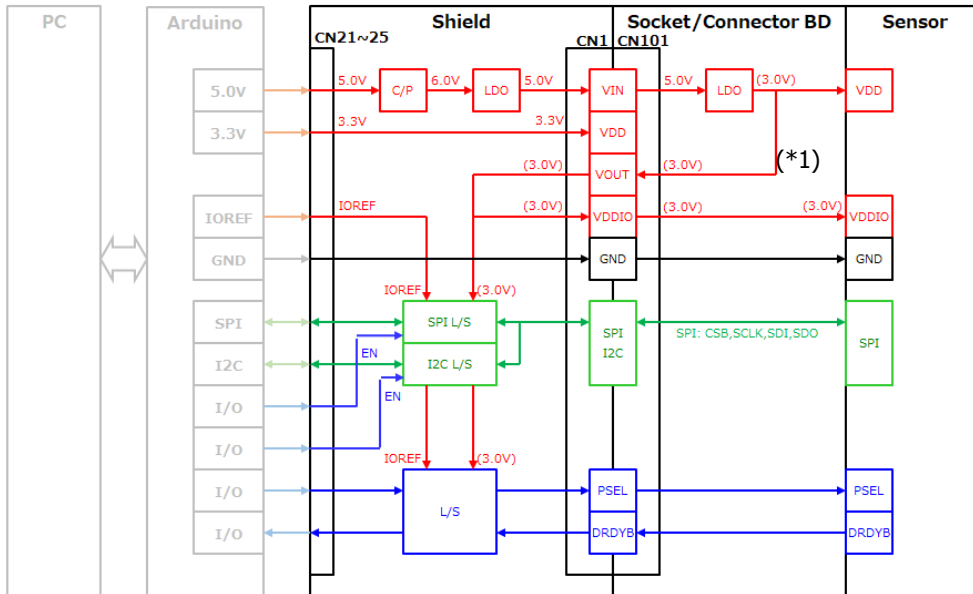 PC
Arduino
Shield
Socket/Connector BD
Sensor
CN21~25
CN1
CN101
5.0V
5.0V
C/P
6.0V
LDO
5.0V
VIN
5.0V
LDO
(3.0V)
VDD
3.3V
3.3V
3.3V
VDD
(*1)
(3.0V)
VOUT
(3.0V)
IOREF
IOREF
(3.0V)
VDDIO
(3.0V)
(3.0V)
VDDIO
GND
GND
GND
IOREF
(3.0V)
SPI
SPI L/S
SPI
I2C
SPI: CSB,SCLK,SDI,SDO
SPI
EN
I2C
I2C L/S
EN
I/O
I/O
IOREF
(3.0V)
I/O
L/S
PSEL
PSEL
I/O
DRDYB
DRDYB